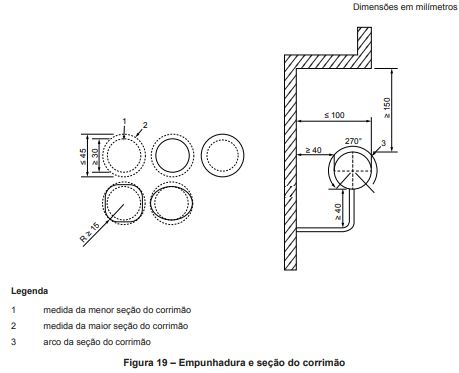 Dimensões em milímetros
1
2
≤ 45
≥ 30
R ≥ 15
≤ 100
≥ 150
≥ 40
270°
3
≥ 40
Legenda
1 medida da menor seção do corrimão
2 medida da maior seção do corrimão
3 arco da seção do corrimão
Figura 19 – Empunhadura e seção do corrimão